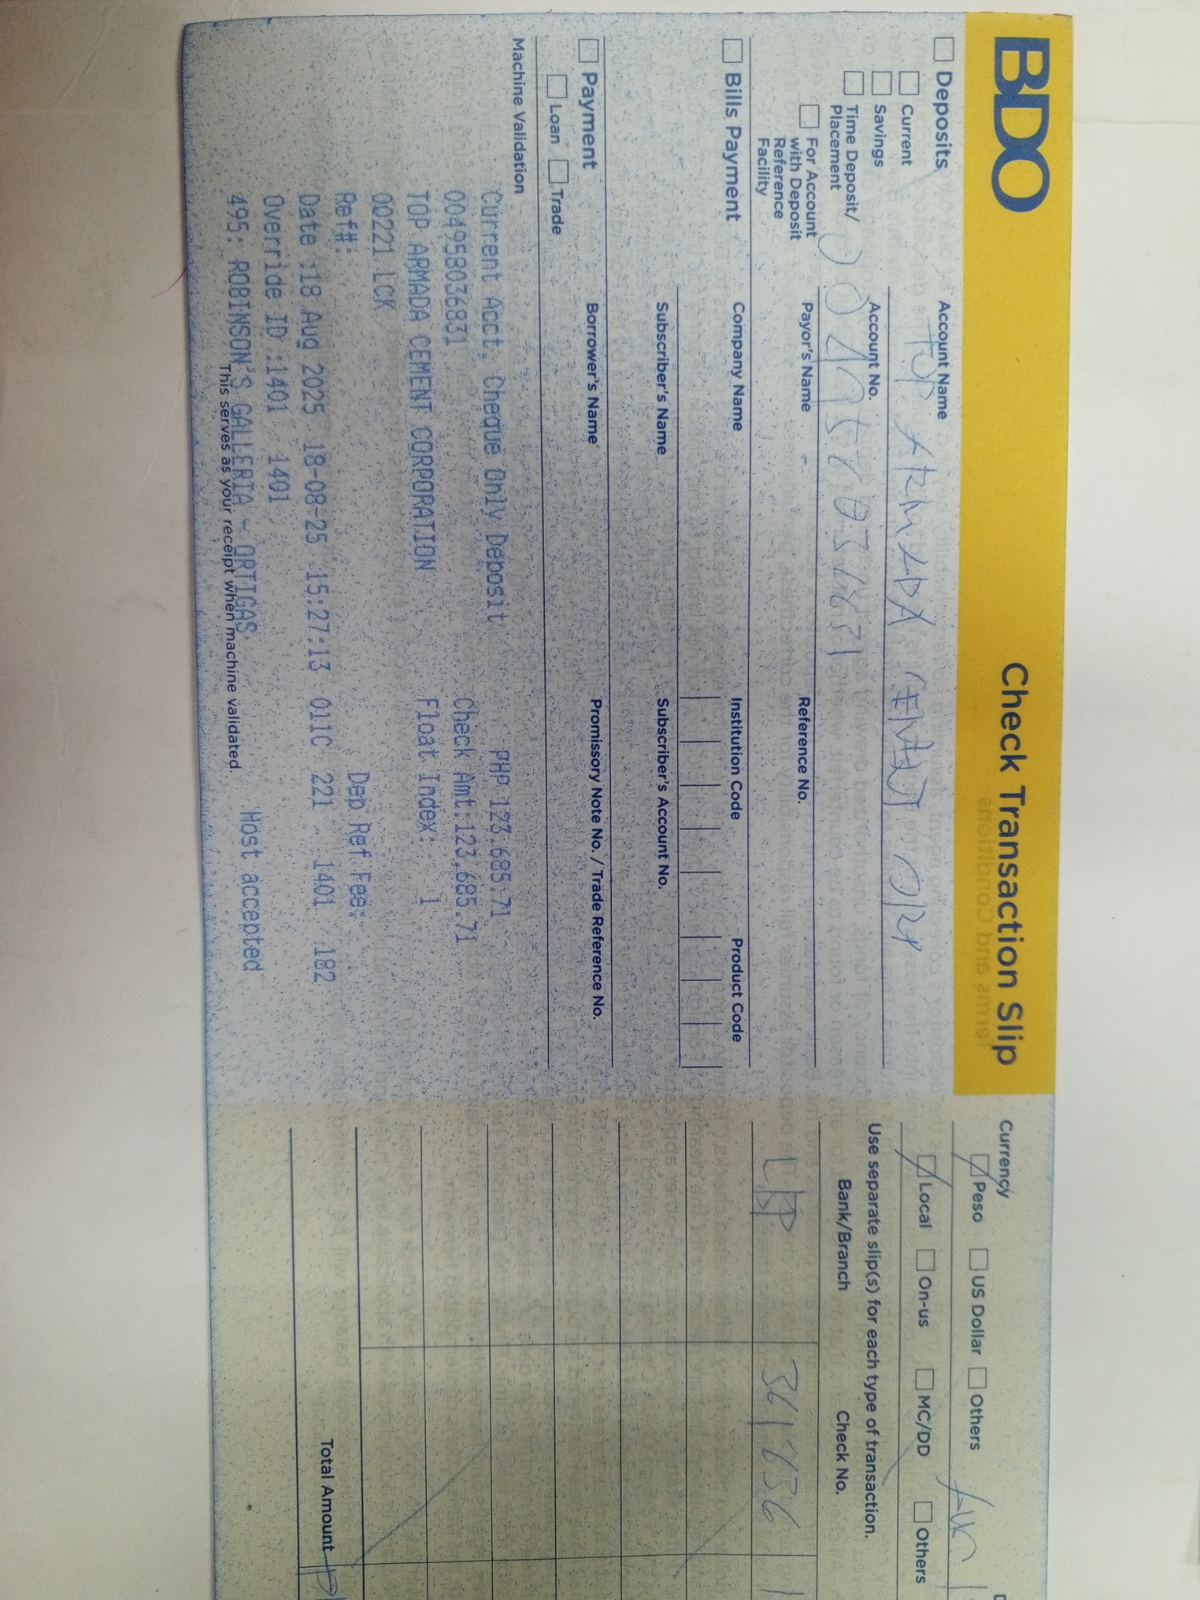 BDO
Check Transaction Slip
Deposits
Current
Savings
Time Deposit/
Placement
For Account
with Deposit
Reference
Facility
Account Name
TOP ARMADA CEMENT CORP
Account No.
Payor's Name
Reference No.
Bills Payment
Company Name
Institution Code
Product Code
Subscriber's Name
Subscriber's Account No.
Payment
Loan
Trade
Borrower's Name
Promissory Note No. / Trade Reference No.
Machine Validation
Current Acct. Cheque Only Deposit PHP 123,685.71
004958036831 Check Amt:123,685.71
TOP ARMADA CEMENT CORPORATION Float Index: 1
00221 LCK
Ref#: Dep Ref Fee:
Date :18 Aug 2025 18-08-25 15:27:13 011C 221 1401 182
Override ID :1401 1401
495: ROBINSON'S GALLERIA - ORTIGAS Host accepted
This serves as your receipt when machine validated.
Currency
Peso US Dollar Others
Local On-us MC/DD Others
Use separate slip(s) for each type of transaction.
Bank/Branch Check No.
LBP
Total Amount